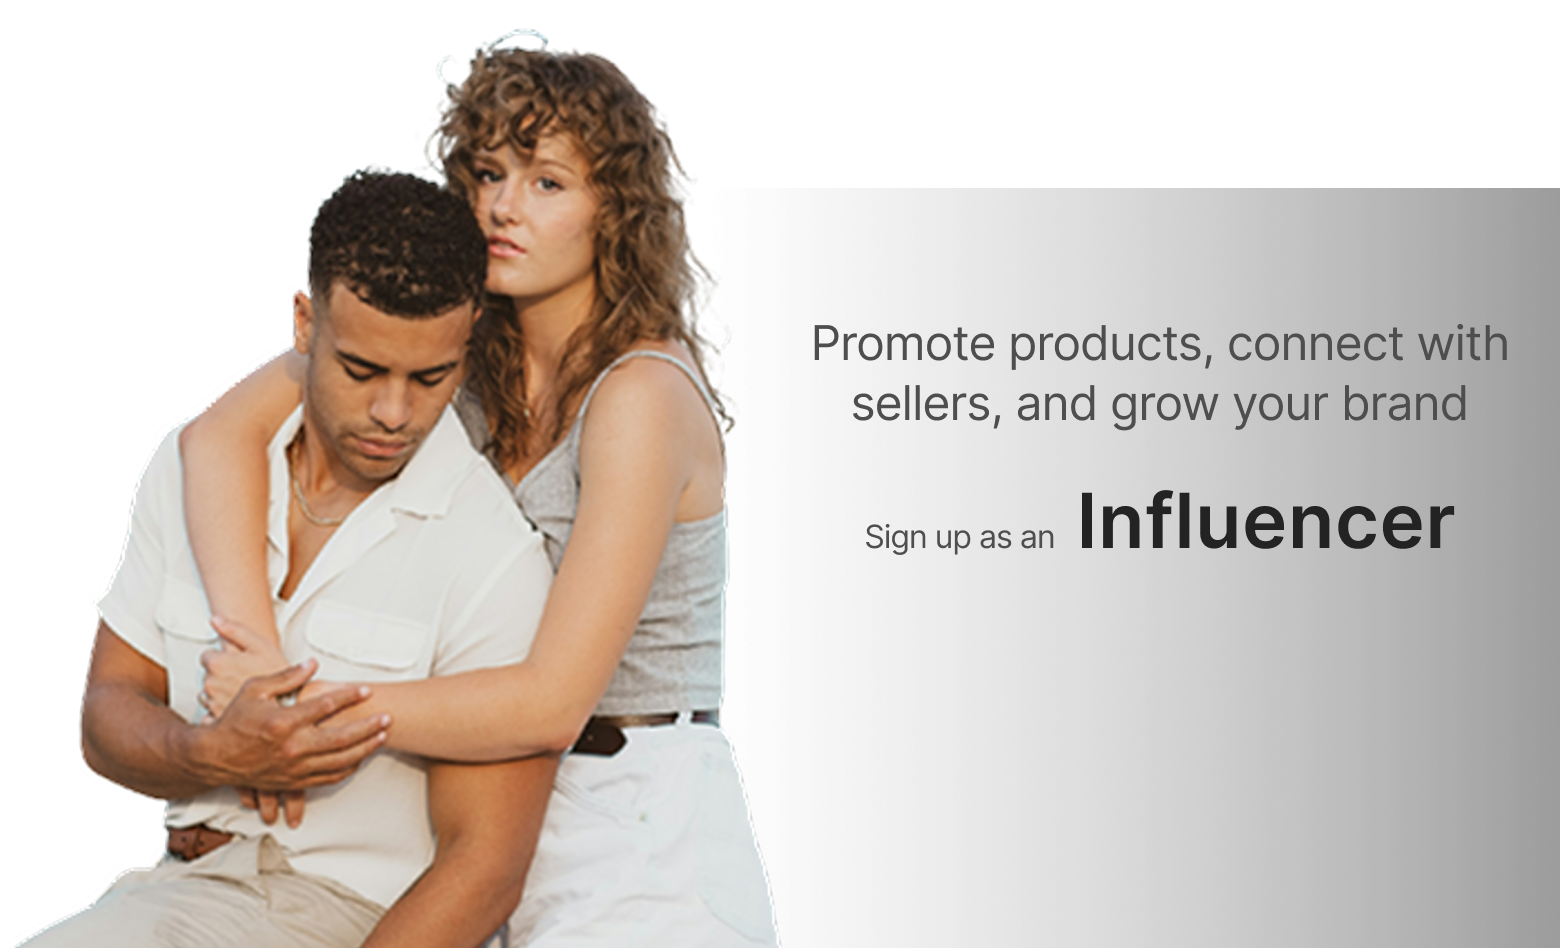 Promote products, connect with
sellers, and grow your brand
Sign up as an Influencer